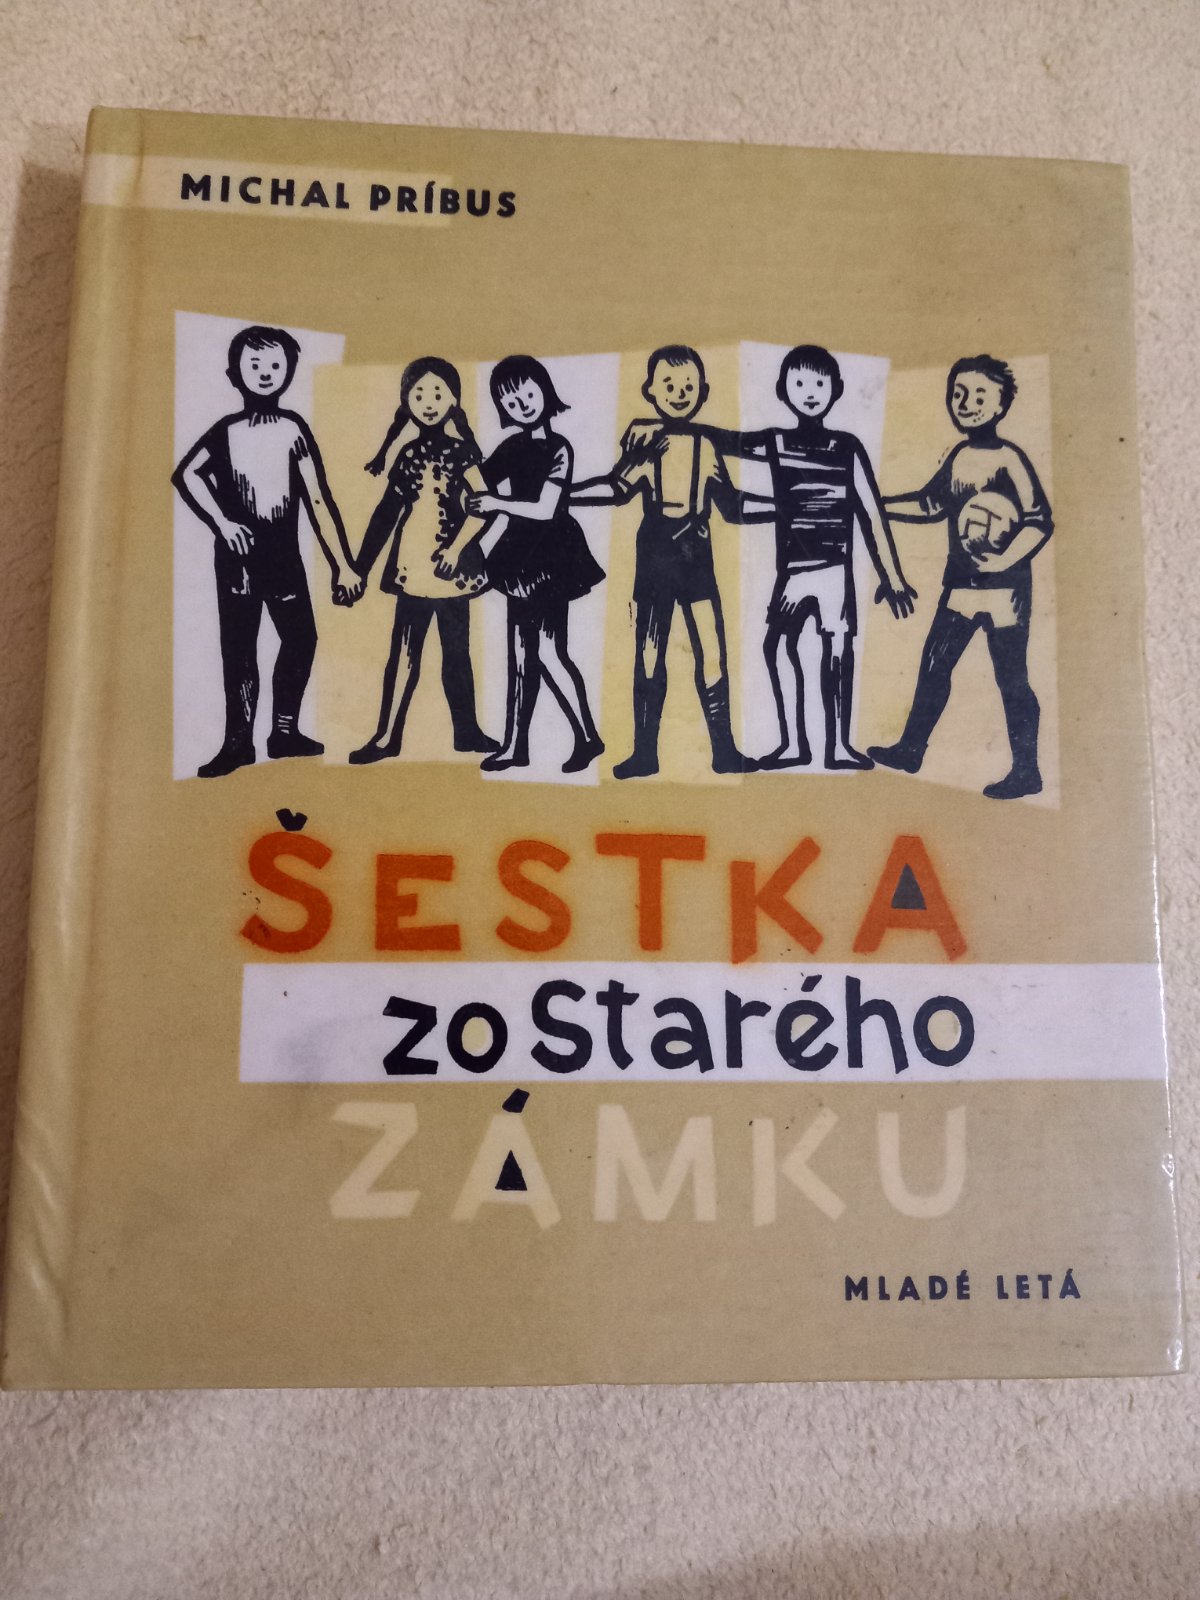 MICHAL PRÍBUS
ŠESTKA
zo Starého
ZÁMKU
MLADÉ LETÁ